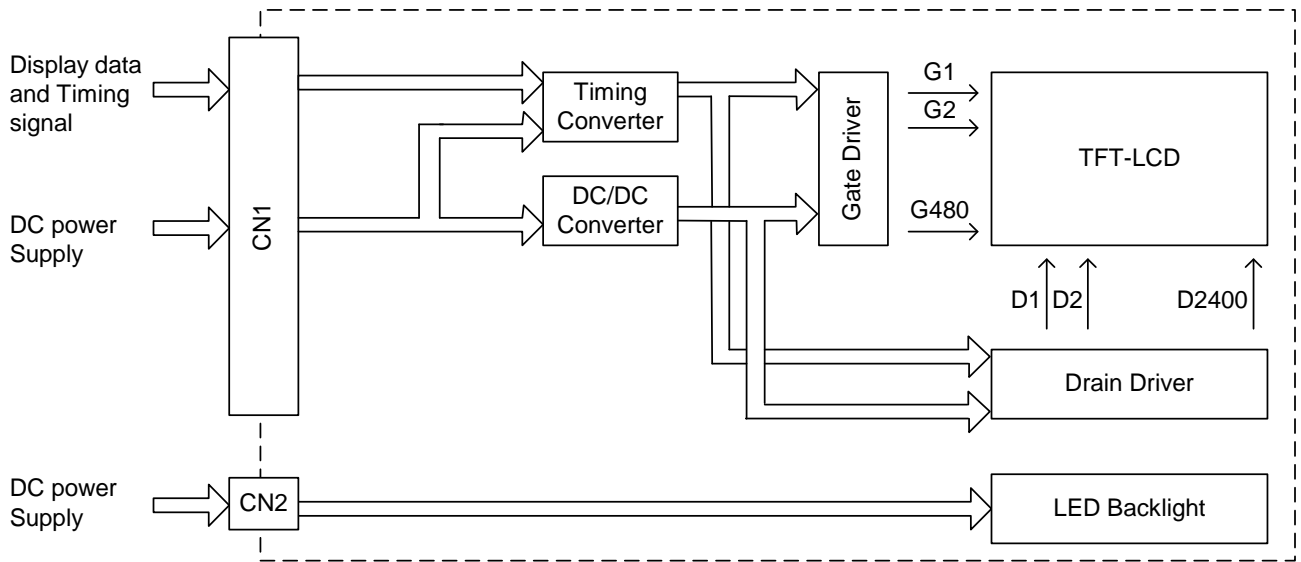 Display data
and Timing
signal
DC power
Supply
CN1
Timing
Converter
DC/DC
Converter
Gate Driver
G1
G2
G480
TFT-LCD
D1
D2
D2400
Drain Driver
DC power
Supply
CN2
LED Backlight